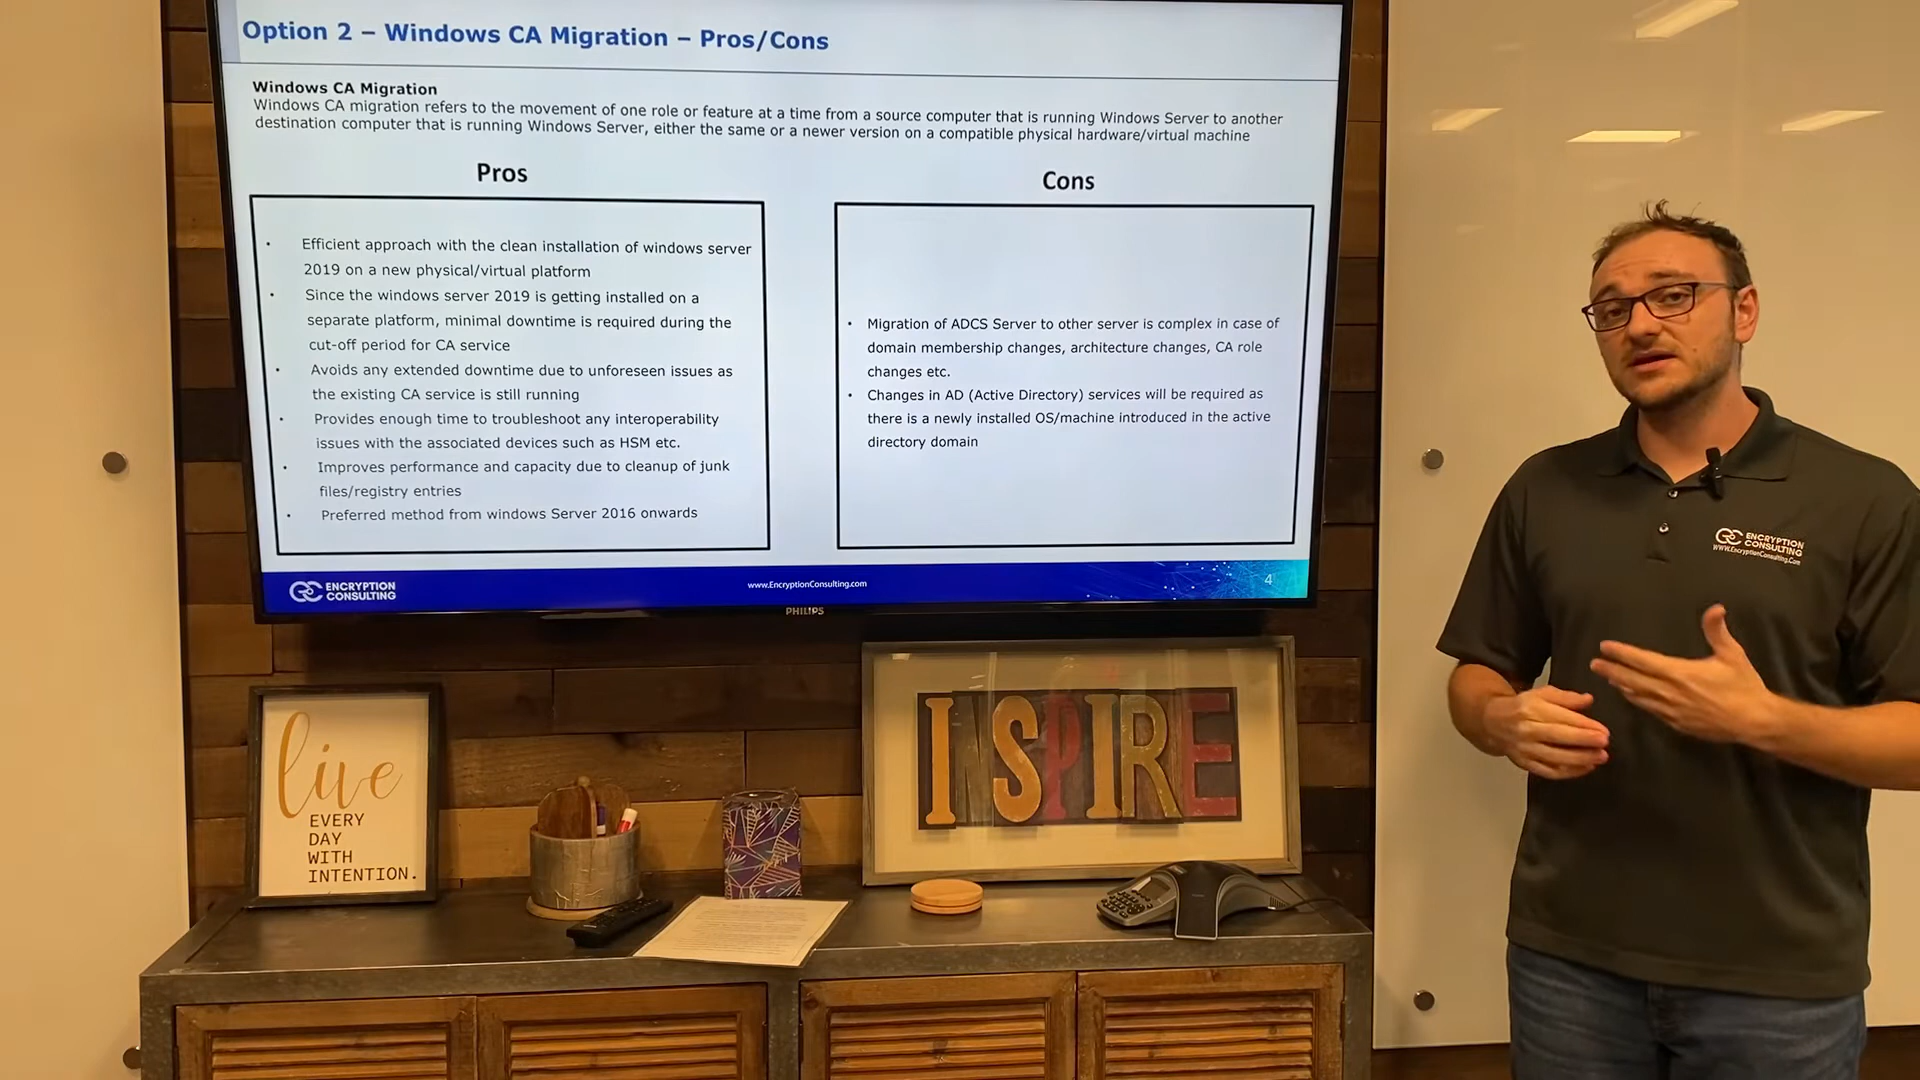 Option 2 – Windows CA Migration – Pros/Cons
Windows CA Migration
Windows CA migration refers to the movement of one role or feature at a time from a source computer that is running Windows Server to another
destination computer that is running Windows Server, either the same or a newer version on a compatible physical hardware/virtual machine
Pros
• Efficient approach with the clean installation of windows server
2019 on a new physical/virtual platform
• Since the windows server 2019 is getting installed on a
separate platform, minimal downtime is required during the
cut-off period for CA service
• Avoids any extended downtime due to unforeseen issues as
the existing CA service is still running
• Provides enough time to troubleshoot any interoperability
issues with the associated devices such as HSM etc.
• Improves performance and capacity due to cleanup of junk
files/registry entries
• Preferred method from windows Server 2016 onwards
Cons
• Migration of ADCS Server to other server is complex in case of
domain membership changes, architecture changes, CA role
changes etc.
• Changes in AD (Active Directory) services will be required as
there is a newly installed OS/machine introduced in the active
directory domain
ENCRYPTION
CONSULTING
www.EncryptionConsulting.com
4
PHILIPS
ENCRYPTION
CONSULTING
WWW.EncryptionConsulting.Com
live
EVERY
DAY
WITH
INTENTION.
INSPIRE